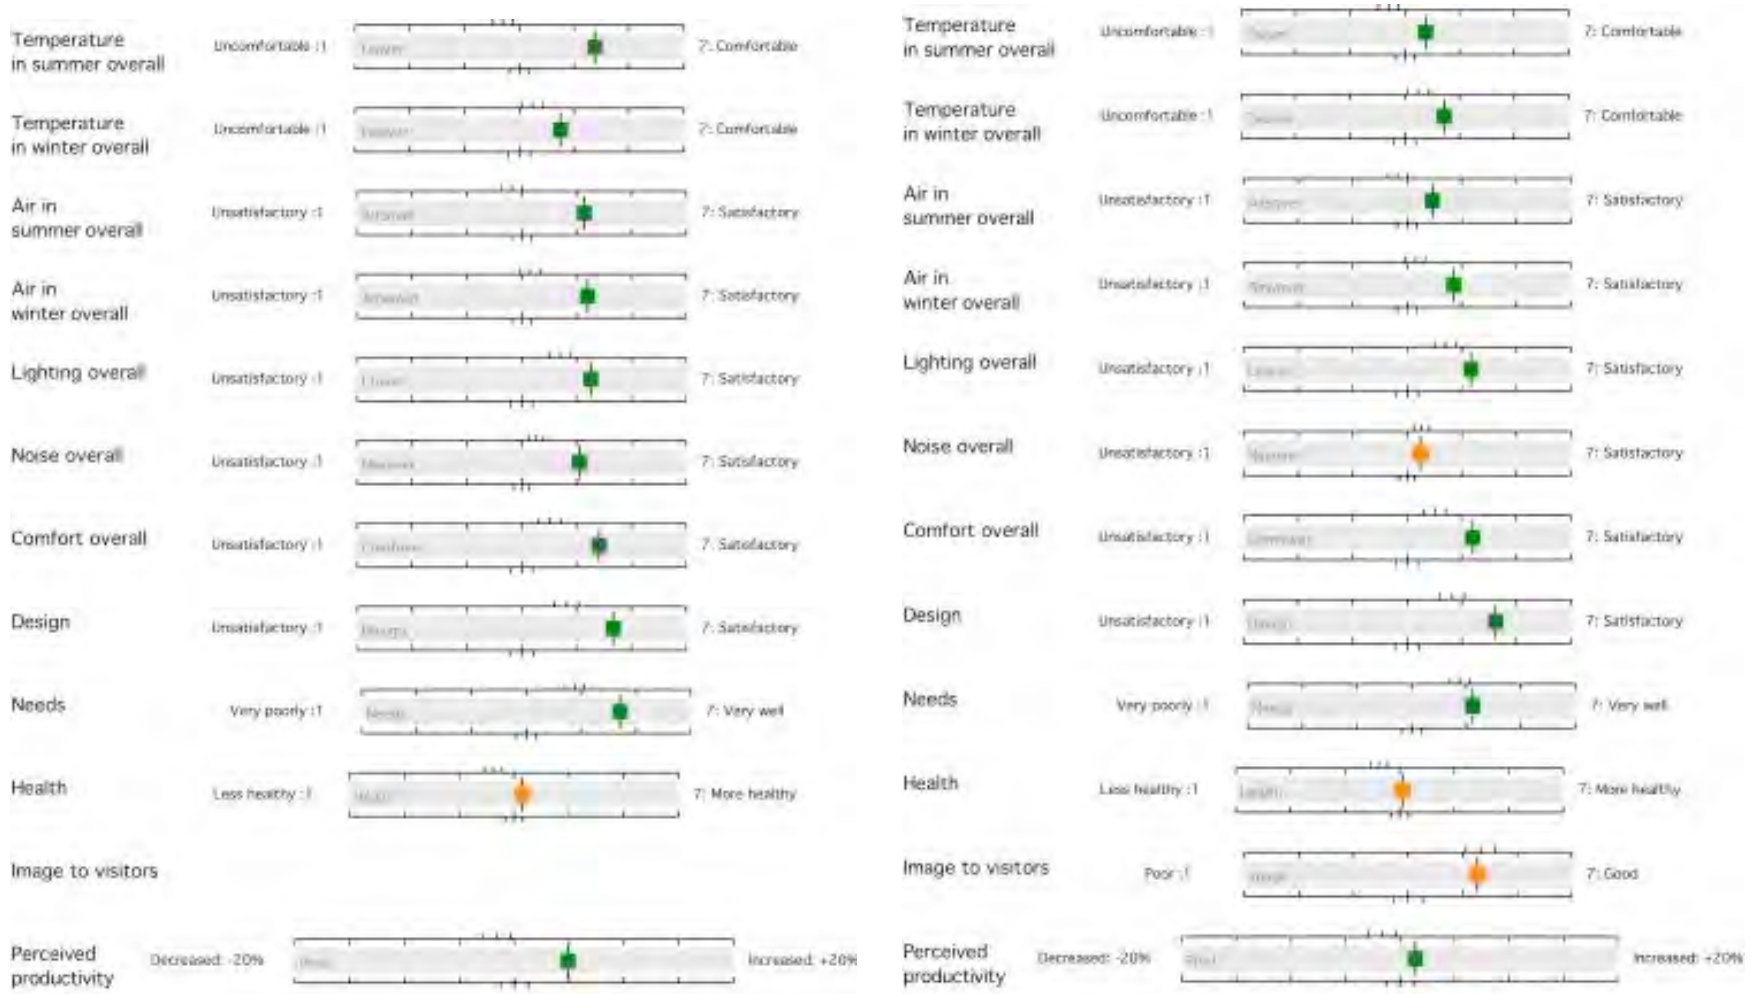 Temperature
in summer overall
Uncomfortable :1
7: Comfortable
Temperature
in winter overall
Uncomfortable :1
7: Comfortable
Air in
summer overall
Unsatisfactory :1
7: Satisfactory
Air in
winter overall
Unsatisfactory :1
7: Satisfactory
Lighting overall
Unsatisfactory :1
7: Satisfactory
Noise overall
Unsatisfactory :1
7: Satisfactory
Comfort overall
Unsatisfactory :1
7: Satisfactory
Design
Unsatisfactory :1
Design
7: Satisfactory
Needs
Very poorly :1
Needs
7: Very well
Health
Less healthy :1
7: More healthy
Image to visitors
Perceived
productivity
Decreased: -20%
Increased: +20%
Temperature
in summer overall
Uncomfortable :1
7: Comfortable
Temperature
in winter overall
Uncomfortable :1
7: Comfortable
Air in
summer overall
Unsatisfactory :1
7: Satisfactory
Air in
winter overall
Unsatisfactory :1
7: Satisfactory
Lighting overall
Unsatisfactory :1
7: Satisfactory
Noise overall
Unsatisfactory :1
7: Satisfactory
Comfort overall
Unsatisfactory :1
7: Satisfactory
Design
Unsatisfactory :1
Design
7: Satisfactory
Needs
Very poorly :1
Needs
7: Very well
Health
Less healthy :1
7: More healthy
Image to visitors
Poor :1
Image
7: Good
Perceived
productivity
Decreased: -20%
Increased: +20%